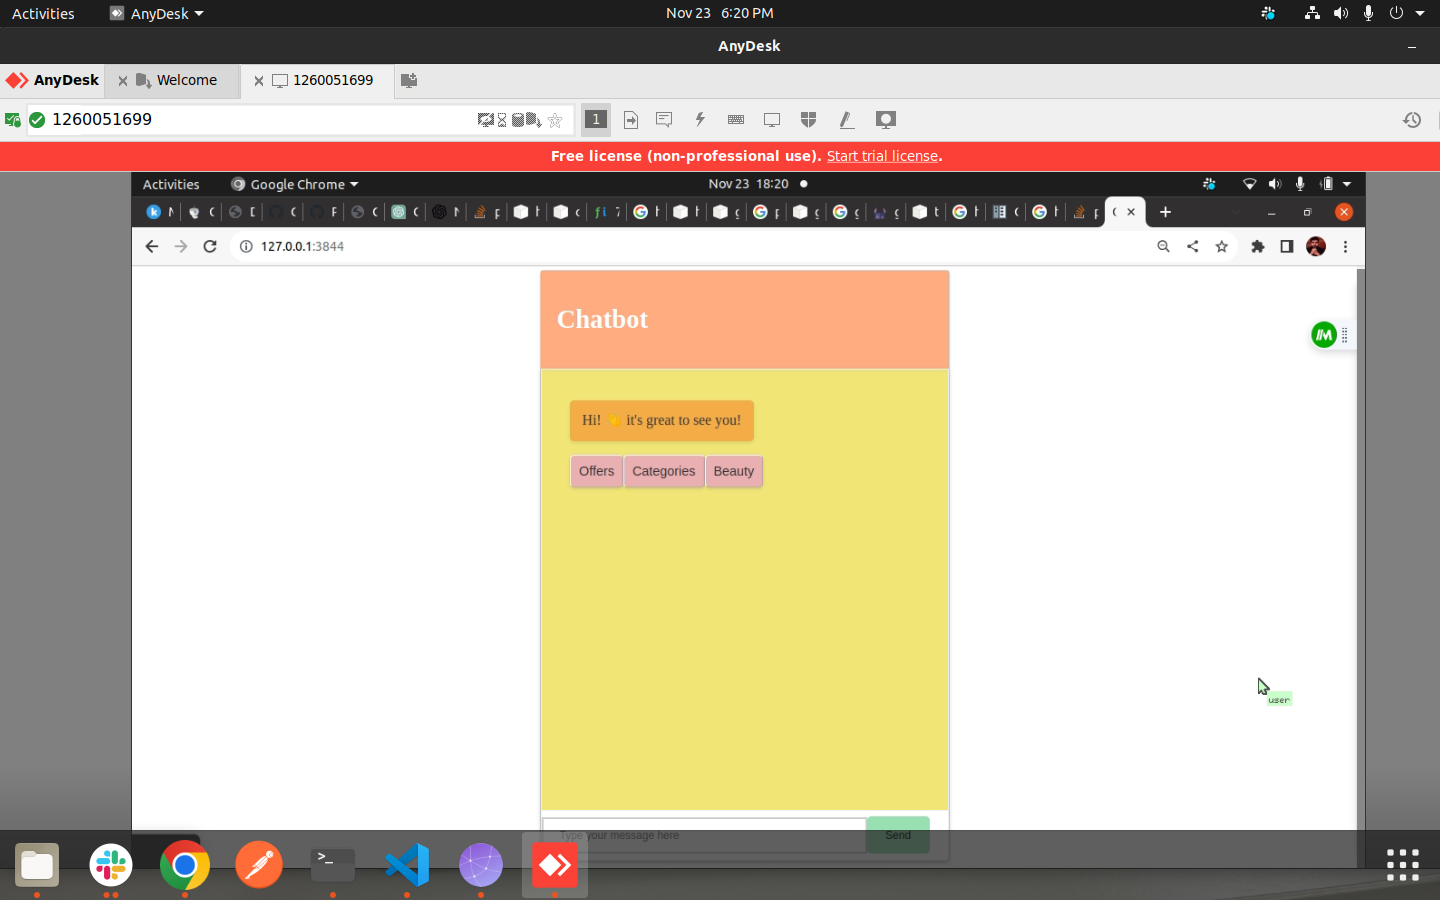 Activities AnyDesk Nov 23 6:20 PM
AnyDesk
AnyDesk Welcome 1260051699
1260051699 1
Free license (non-professional use). Start trial license.
Activities Google Chrome Nov 23 18:20
127.0.0.1:3844
Chatbot
Hi! 👋 it's great to see you!
Offers Categories Beauty
user
Type your message here Send